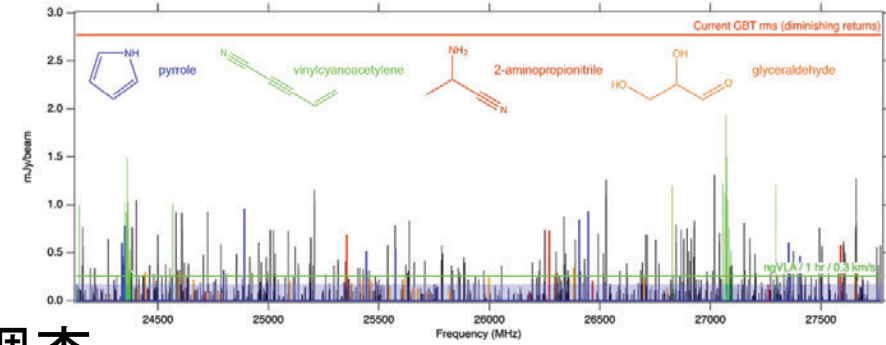 3.0
Current GBT rms (diminishing returns)
2.5
NH
pyrrole
N
vinylcyanoacetylene
NH2
2-aminopropionitrile
N
OH
HO
O
glyceraldehyde
2.0
mJy/beam
1.5
1.0
0.5
ngVLA / 1 hr / 0.3 km/s
0.0
24500 25000 25500 26000 26500 27000 27500
Frequency (MHz)